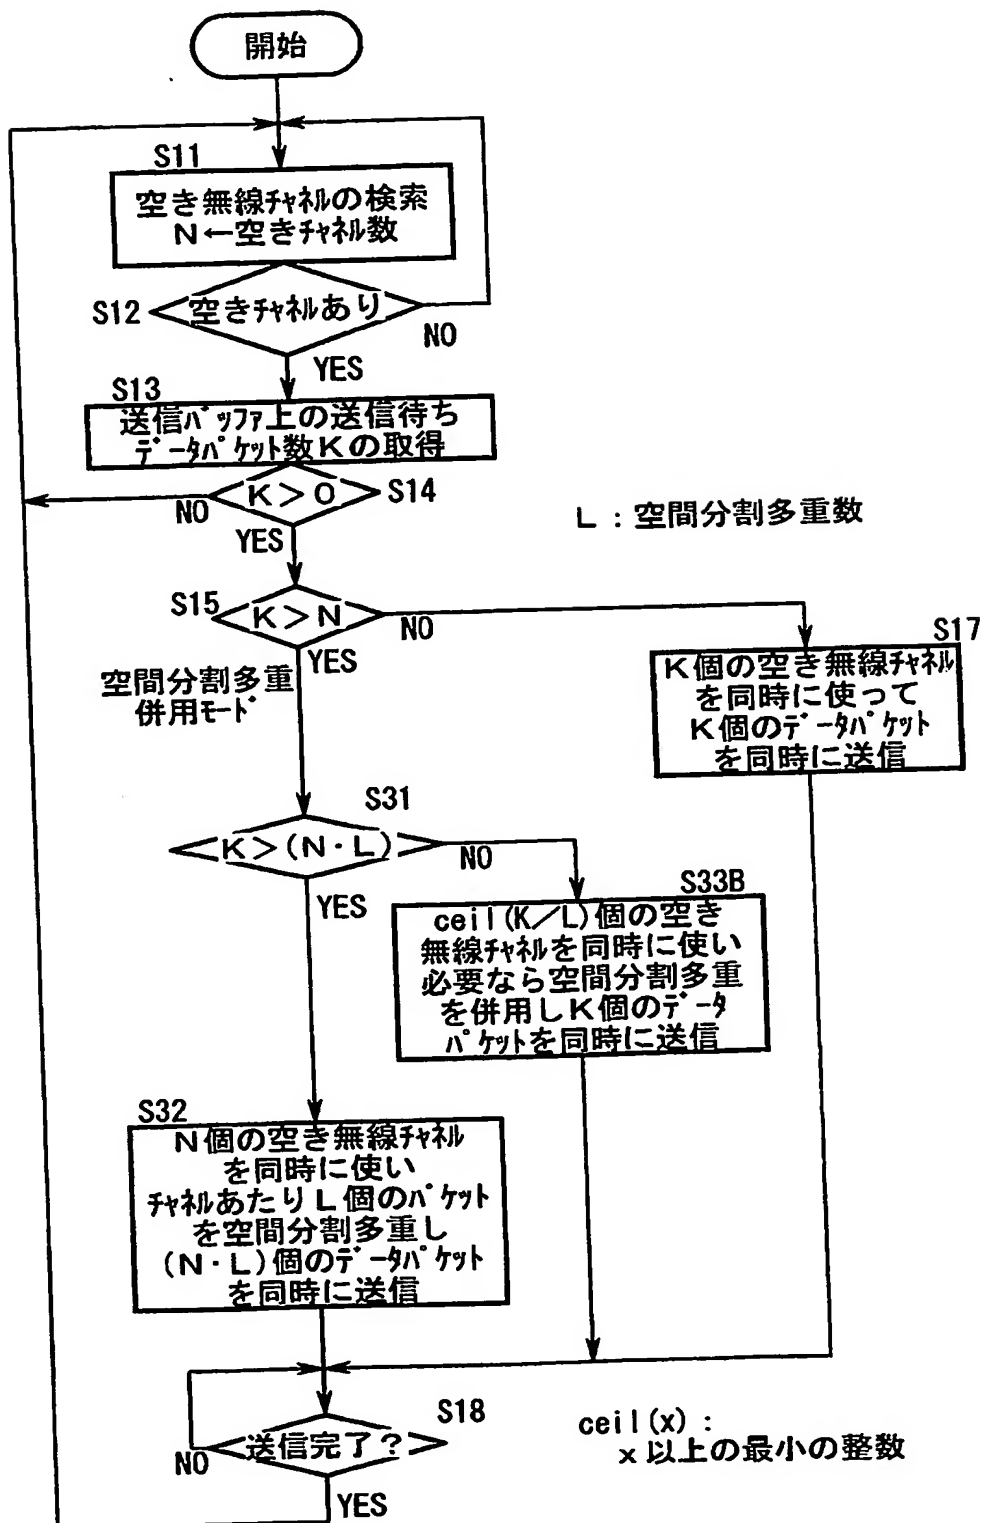 開始
S11
空き無線ﾁｬﾈﾙの検索
N←空きﾁｬﾈﾙ数
S12
空きﾁｬﾈﾙあり
NO
YES
S13
送信ﾊﾞｯﾌｧ上の送信待ち
ﾃﾞｰﾀﾊﾟｹｯﾄ数Kの取得
K>0
S14
NO
YES
L:空間分割多重数
S15
K>N
NO
YES
空間分割多重
併用ﾓｰﾄﾞ
S17
K個の空き無線ﾁｬﾈﾙ
を同時に使って
K個のﾃﾞｰﾀﾊﾟｹｯﾄ
を同時に送信
S31
K>(N・L)
NO
YES
S33B
ceil(K/L)個の空き
無線ﾁｬﾈﾙを同時に使い
必要なら空間分割多重
を併用しK個のﾃﾞｰﾀ
ﾊﾟｹｯﾄを同時に送信
S32
N個の空き無線ﾁｬﾈﾙ
を同時に使い
ﾁｬﾈﾙあたりL個のﾊﾟｹｯﾄ
を空間分割多重し
(N・L)個のﾃﾞｰﾀﾊﾟｹｯﾄ
を同時に送信
S18
送信完了?
NO
YES
ceil(x):
x以上の最小の整数